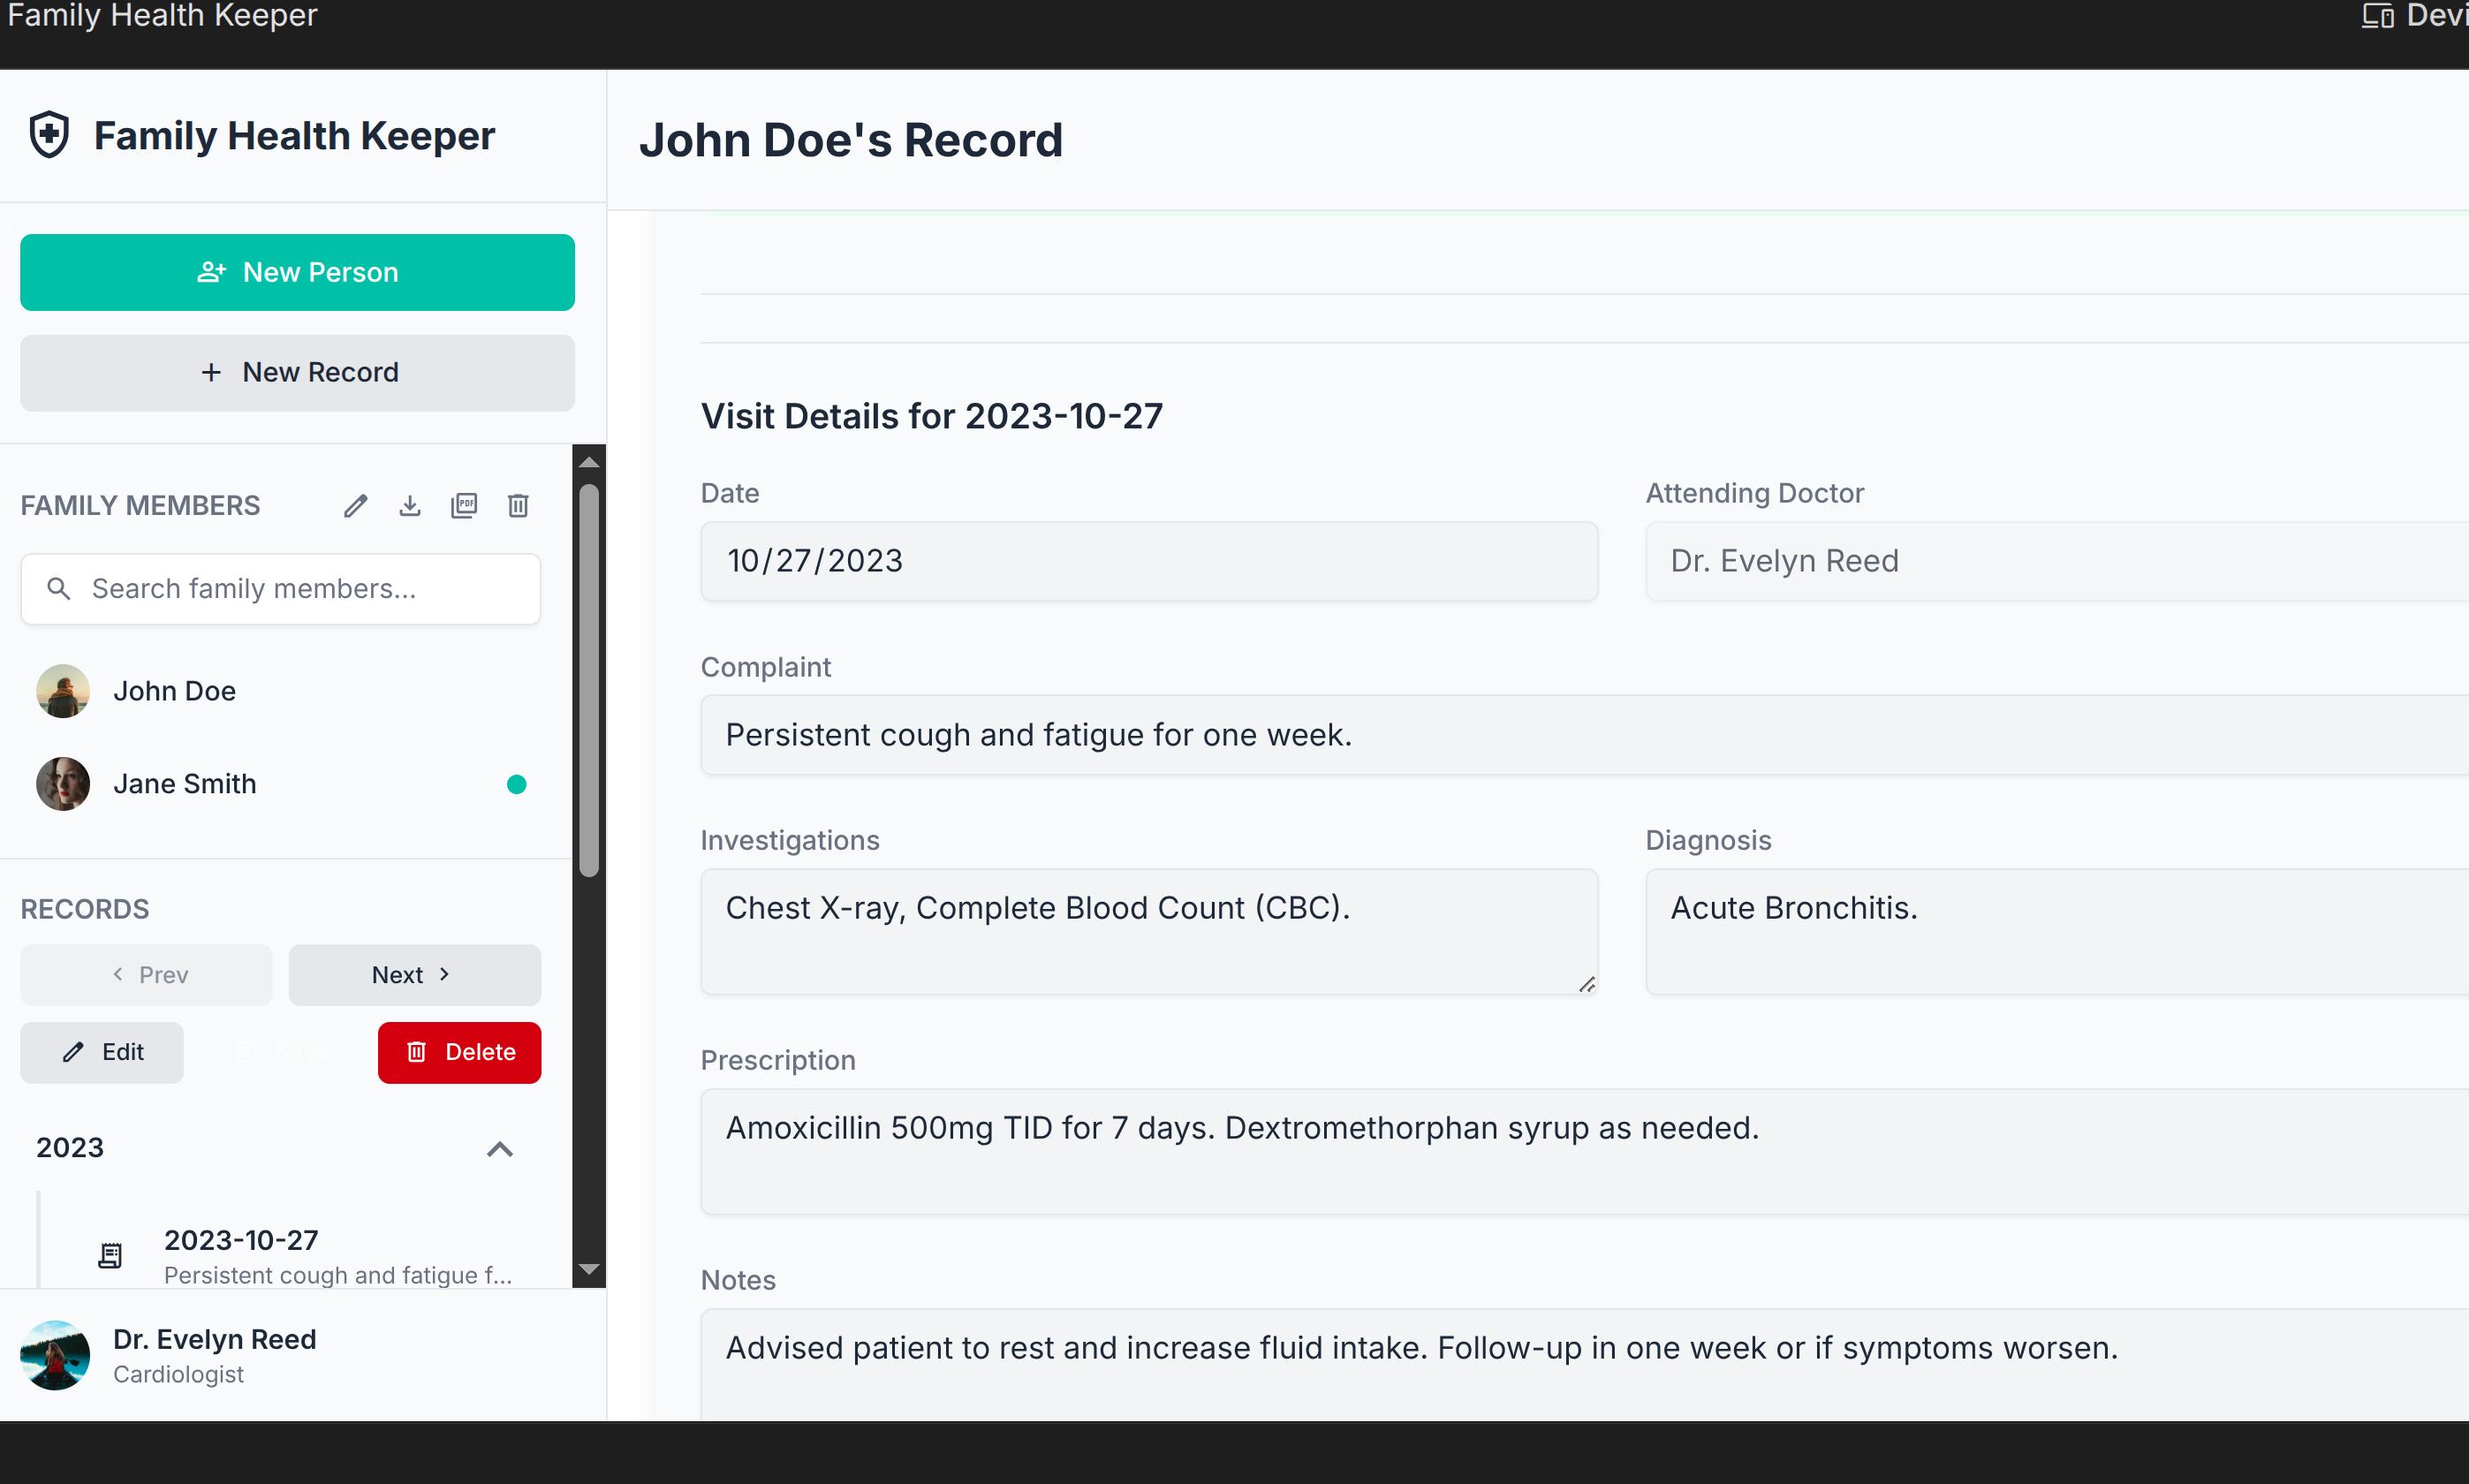 Family Health Keeper
Devi
Family Health Keeper
New Person
New Record
FAMILY MEMBERS
PDF
Search family members...
John Doe
Jane Smith
RECORDS
Prev
Next
Edit
Save
Delete
2023
2023-10-27
Persistent cough and fatigue f...
Dr. Evelyn Reed
Cardiologist
John Doe's Record
Visit Details for 2023-10-27
Date
Attending Doctor
10/27/2023
Dr. Evelyn Reed
Complaint
Persistent cough and fatigue for one week.
Investigations
Diagnosis
Chest X-ray, Complete Blood Count (CBC).
Acute Bronchitis.
Prescription
Amoxicillin 500mg TID for 7 days. Dextromethorphan syrup as needed.
Notes
Advised patient to rest and increase fluid intake. Follow-up in one week or if symptoms worsen.